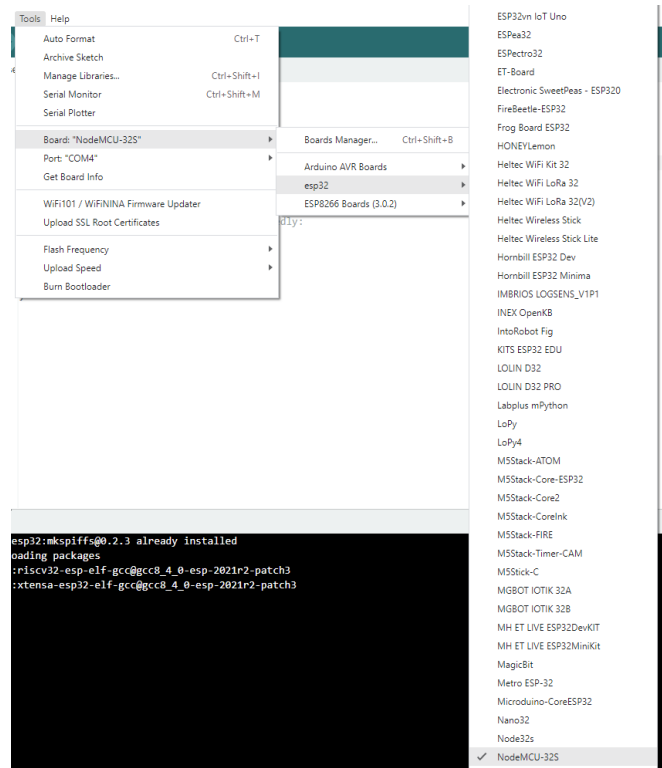 Tools Help
Auto Format Ctrl+T
Archive Sketch
Manage Libraries... Ctrl+Shift+I
Serial Monitor Ctrl+Shift+M
Serial Plotter
Board: "NodeMCU-32S"
Port: "COM4"
Get Board Info
WiFi101 / WiFiNINA Firmware Updater
Upload SSL Root Certificates
Flash Frequency
Upload Speed
Burn Bootloader
Boards Manager... Ctrl+Shift+B
Arduino AVR Boards
esp32
ESP8266 Boards (3.0.2)
dly:
ESP32vn IoT Uno
ESPea32
ESPectro32
ET-Board
Electronic SweetPeas - ESP320
FireBeetle-ESP32
Frog Board ESP32
HONEYLemon
Heltec WiFi Kit 32
Heltec WiFi LoRa 32
Heltec WiFi LoRa 32(V2)
Heltec Wireless Stick
Heltec Wireless Stick Lite
Hornbill ESP32 Dev
Hornbill ESP32 Minima
IMBRIOS LOGSENS_V1P1
INEX OpenKB
IntoRobot Fig
KITS ESP32 EDU
LOLIN D32
LOLIN D32 PRO
Labplus mPython
LoPy
LoPy4
M5Stack-ATOM
M5Stack-Core-ESP32
M5Stack-Core2
M5Stack-CoreInk
M5Stack-FIRE
M5Stack-Timer-CAM
M5Stick-C
MGBOT IOTIK 32A
MGBOT IOTIK 32B
MH ET LIVE ESP32DevKIT
MH ET LIVE ESP32MiniKit
MagicBit
Metro ESP-32
Microduino-CoreESP32
Nano32
Node32s
NodeMCU-32S
esp32:mkspiffs@0.2.3 already installed
oading packages
:riscv32-esp-elf-gcc@gcc8_4_0-esp-2021r2-patch3
:xtensa-esp32-elf-gcc@gcc8_4_0-esp-2021r2-patch3